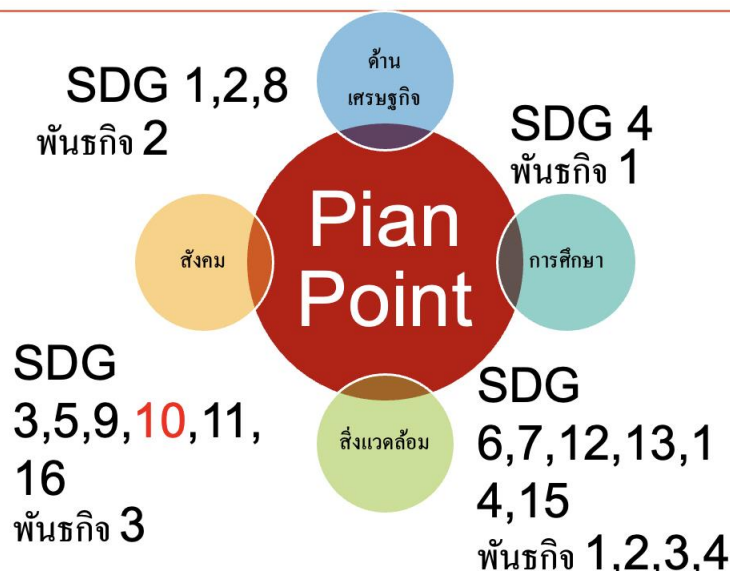 ด้าน
เศรษฐกิจ
SDG 1,2,8
พันธกิจ 2
SDG 4
พันธกิจ 1
Pian
Point
สังคม
การศึกษา
SDG
3,5,9,10,11,
16
พันธกิจ 3
สิ่งแวดล้อม
SDG
6,7,12,13,1
4,15
พันธกิจ 1,2,3,4